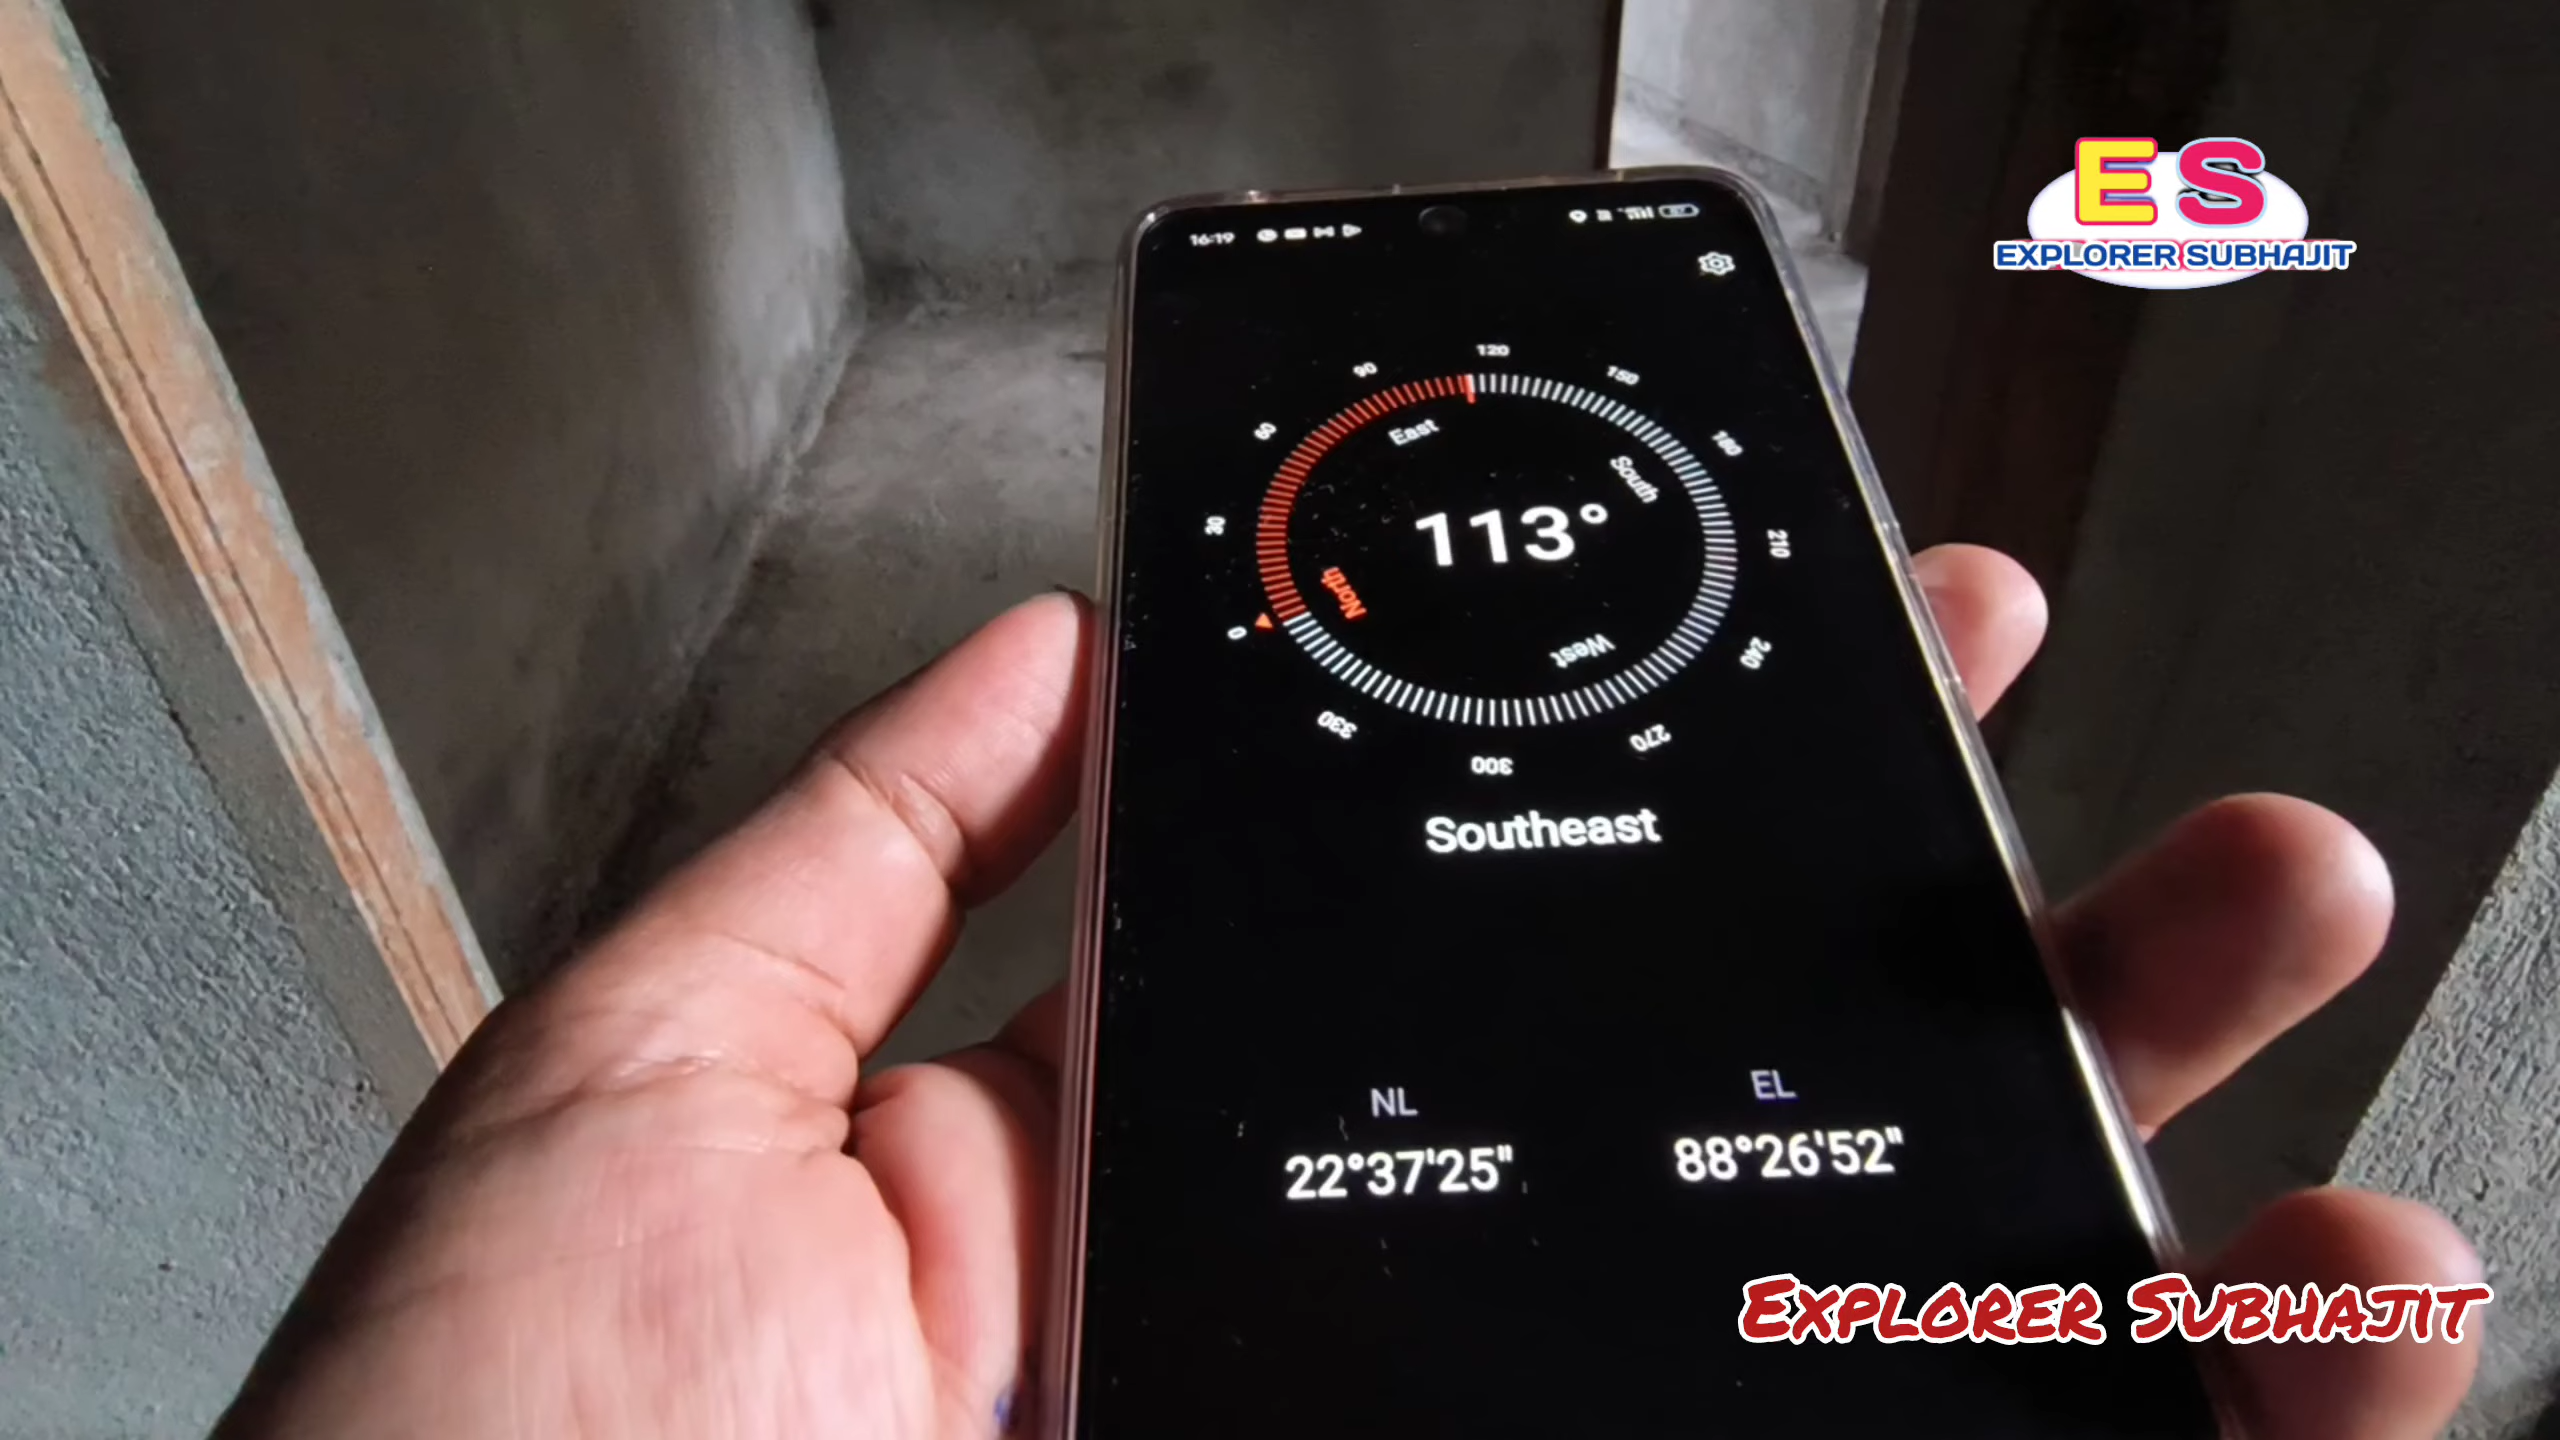 ES
EXPLORER SUBHAJIT
16:19
0
30
60
90
120
150
180
210
240
270
300
330
East
South
North
West
113°
Southeast
NL
EL
22°37'25"
88°26'52"
Explorer Subhajit